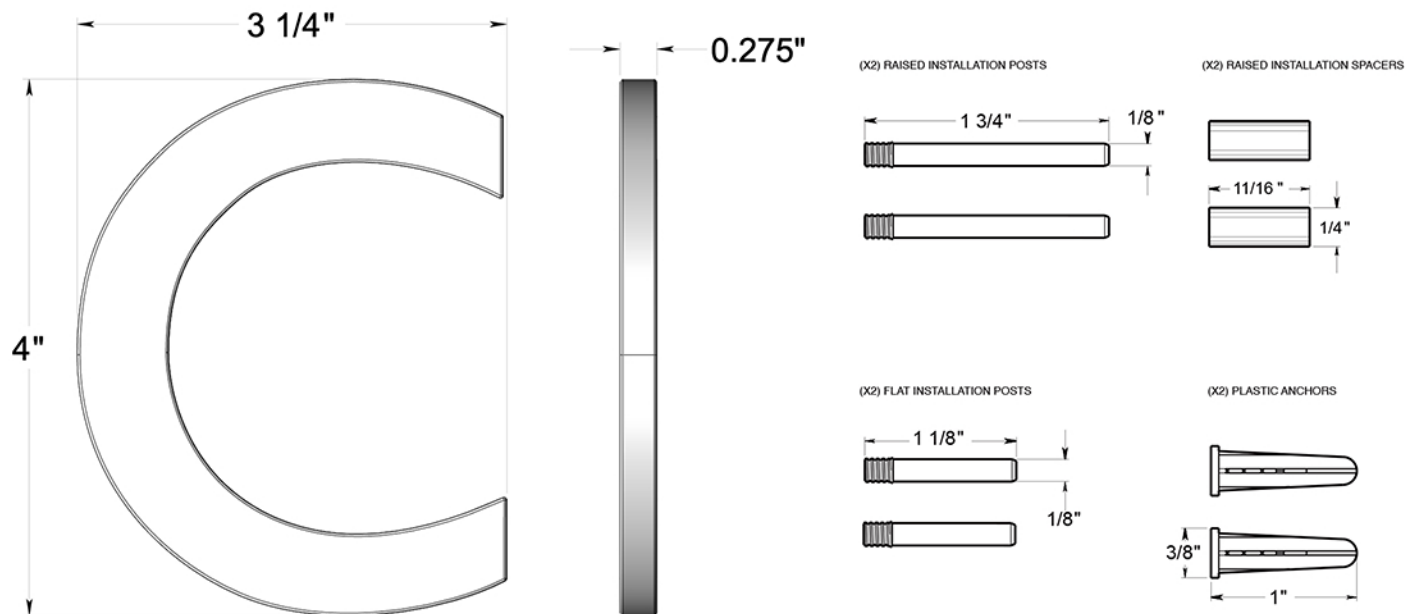 3 1/4"
0.275"
4"
(X2) RAISED INSTALLATION POSTS
1 3/4"
1/8"
(X2) RAISED INSTALLATION SPACERS
11/16 "
1/4"
(X2) FLAT INSTALLATION POSTS
1 1/8"
1/8"
(X2) PLASTIC ANCHORS
3/8"
1"